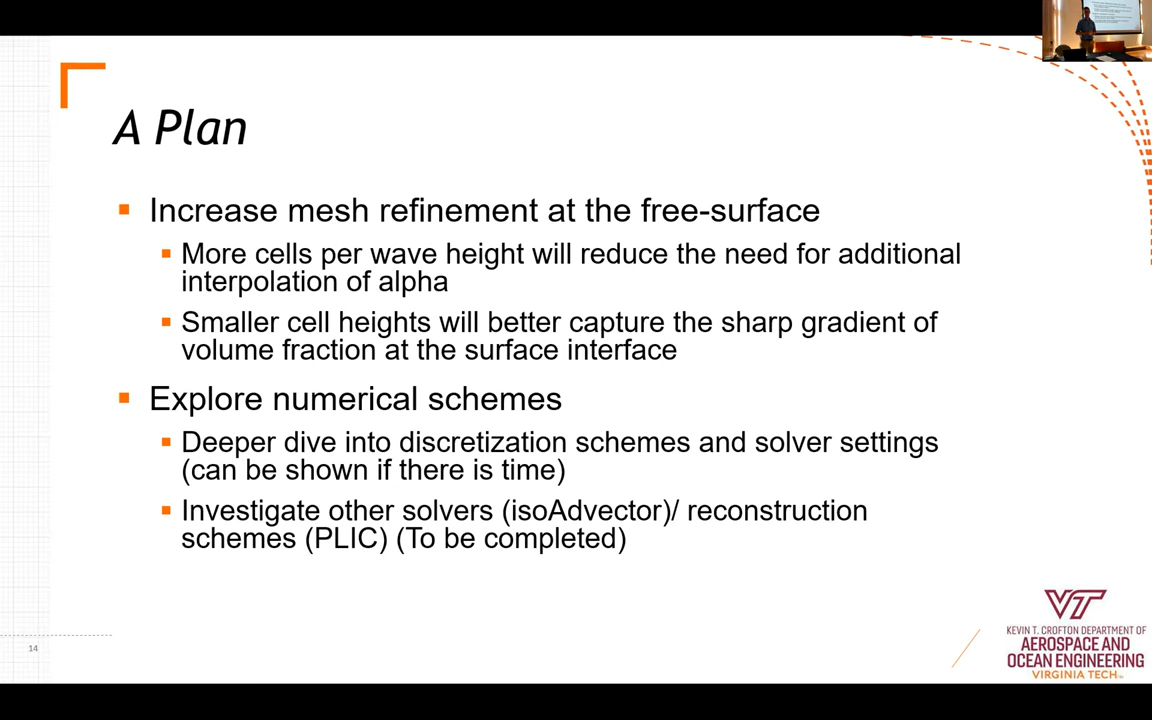 A Plan
Increase mesh refinement at the free-surface
More cells per wave height will reduce the need for additional
interpolation of alpha
Smaller cell heights will better capture the sharp gradient of
volume fraction at the surface interface
Explore numerical schemes
Deeper dive into discretization schemes and solver settings
(can be shown if there is time)
Investigate other solvers (isoAdvector)/ reconstruction
schemes (PLIC) (To be completed)
14
VT
KEVIN T. CROFTON DEPARTMENT OF
AEROSPACE AND
OCEAN ENGINEERING
VIRGINIA TECH™